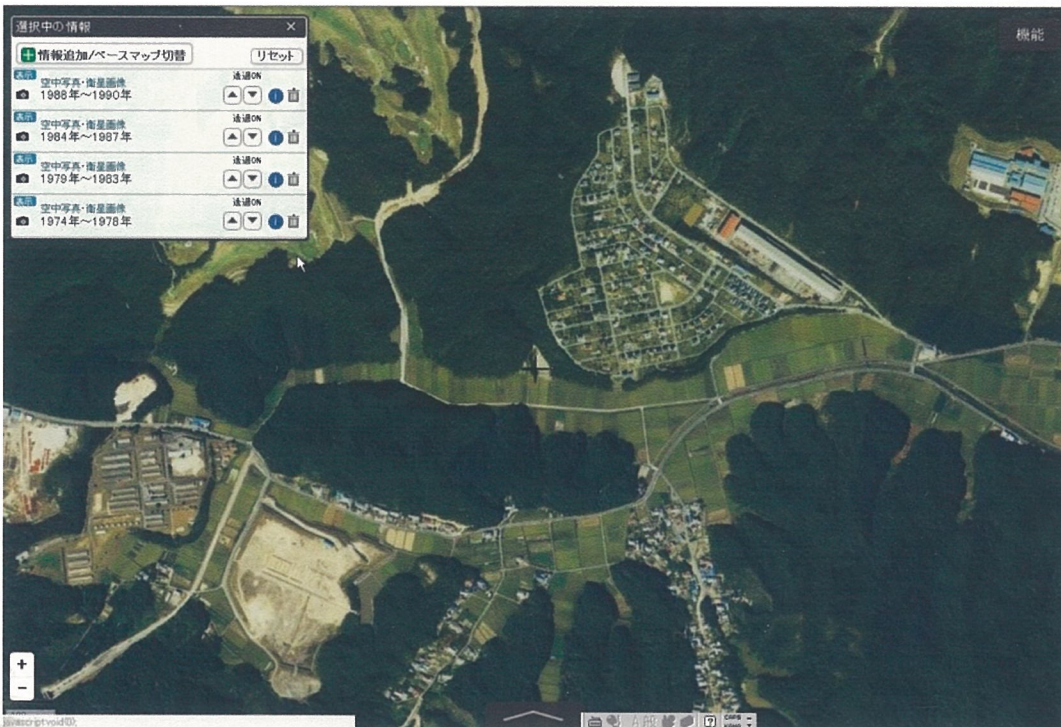 選択中の情報
機能
情報追加/ベースマップ切替
リセット
表示
空中写真・衛星画像
透過ON
1988年～1990年
表示
空中写真・衛星画像
透過ON
1984年～1987年
表示
空中写真・衛星画像
透過ON
1979年～1983年
表示
空中写真・衛星画像
透過ON
1974年～1978年
+
−
javascript:void(0);
CAPS